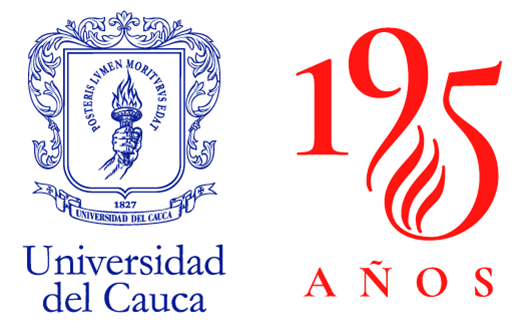 POSTERIS LVMEN MORITVRVS EDAT
1827
UNIVERSIDAD DEL CAUCA
Universidad
del Cauca
195
AÑOS